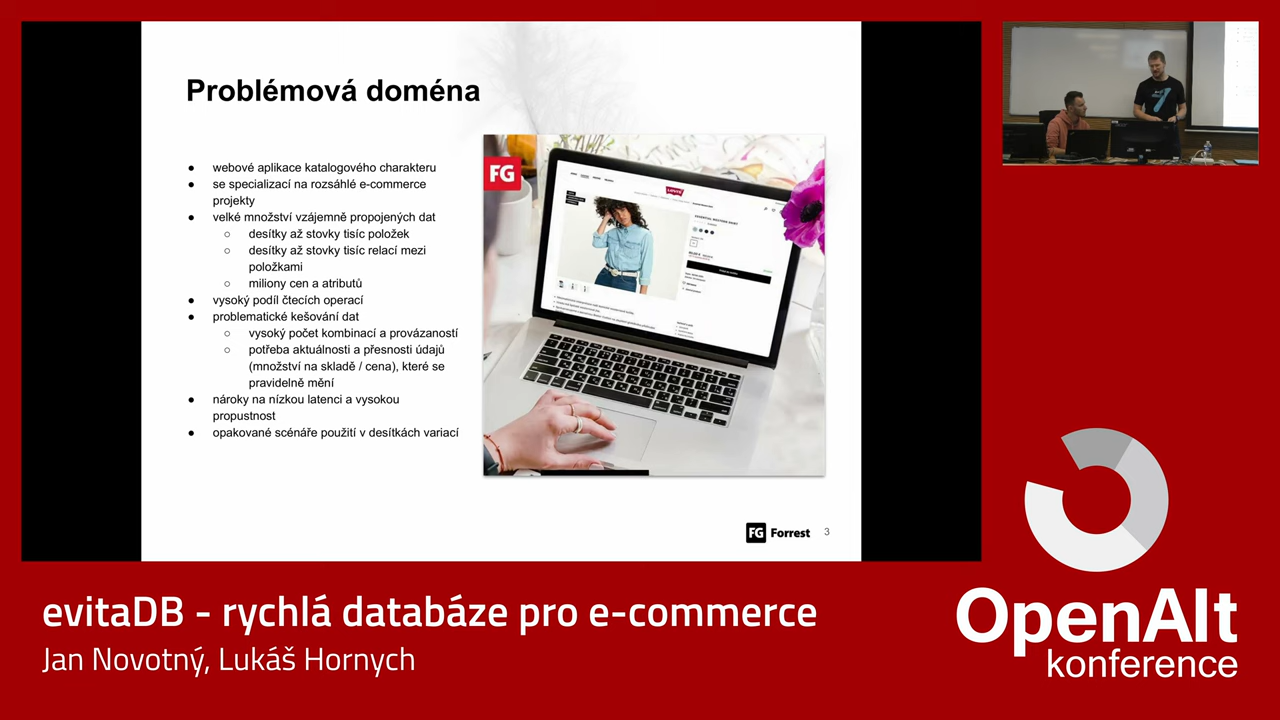 Problémová doména
● webové aplikace katalogového charakteru
● se specializací na rozsáhlé e-commerce
projekty
● velké množství vzájemně propojených dat
○ desítky až stovky tisíc položek
○ desítky až stovky tisíc relací mezi
položkami
○ miliony cen a atributů
● vysoký podíl čtecích operací
● problematické kešování dat
○ vysoký počet kombinací a provázaností
○ potřeba aktuálnosti a přesnosti údajů
(množství na skladě / cena), které se
pravidelně mění
● nároky na nízkou latenci a vysokou
propustnost
● opakované scénáře použití v desítkách variací
FG
LEVI'S
FG Forrest
3
evitaDB - rychlá databáze pro e-commerce
Jan Novotný, Lukáš Hornych
OpenAlt
konference